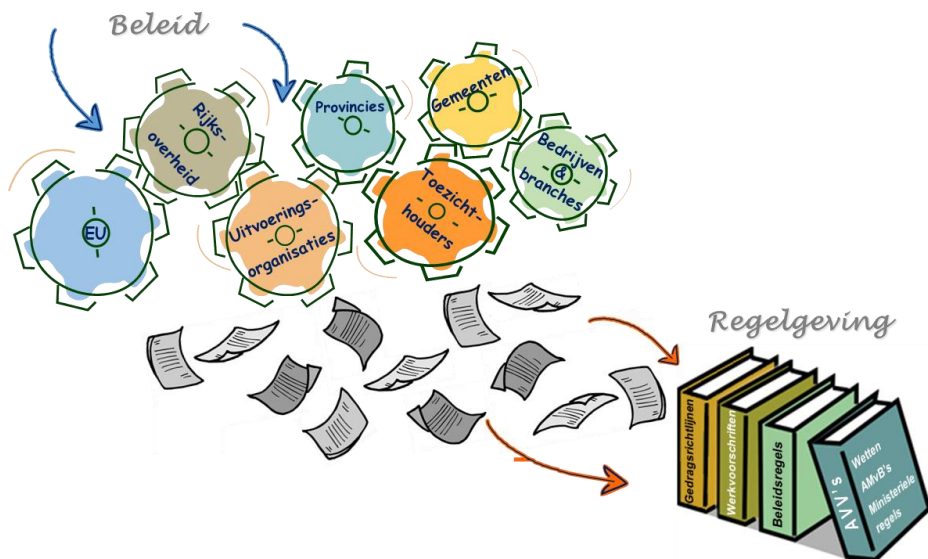 Beleid
EU
Rijks-
overheid
Uitvoerings-
organisaties
Provincies
Toezicht-
houders
Gemeenten
Bedrijven
&
branches
Regelgeving
Gedragsrichtlijnen
Werkvoorschriften
Beleidsregels
AVV's
Wetten
AMvB's
Ministeriele
regels